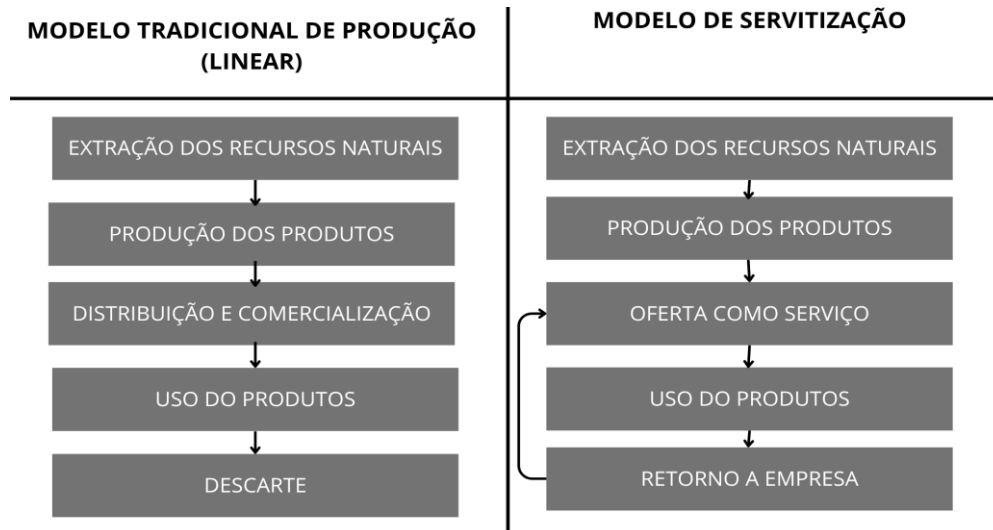 MODELO TRADICIONAL DE PRODUÇÃO
(LINEAR)
EXTRAÇÃO DOS RECURSOS NATURAIS
PRODUÇÃO DOS PRODUTOS
DISTRIBUIÇÃO E COMERCIALIZAÇÃO
USO DO PRODUTOS
DESCARTE
MODELO DE SERVITIZAÇÃO
EXTRAÇÃO DOS RECURSOS NATURAIS
PRODUÇÃO DOS PRODUTOS
OFERTA COMO SERVIÇO
USO DO PRODUTOS
RETORNO A EMPRESA